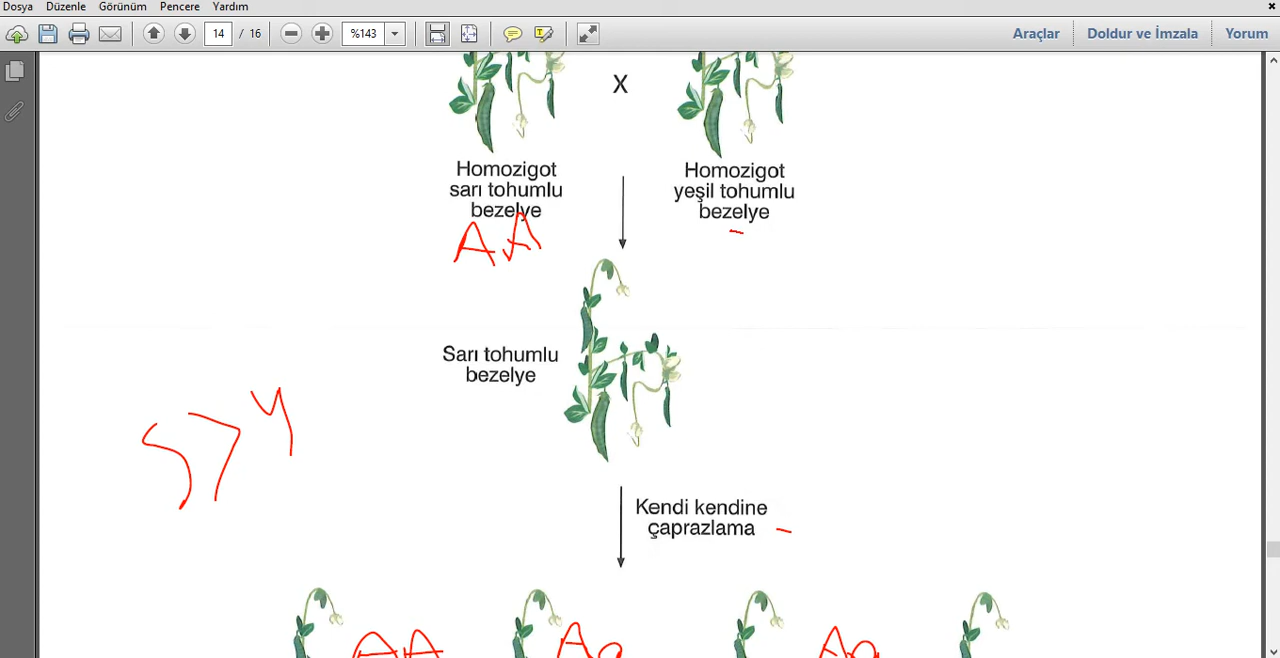 Dosya Düzenle Görünüm Pencere Yardım
14 / 16 %143 Araçlar Doldur ve İmzala Yorum
X
Homozigot
sarı tohumlu
bezelye
Homozigot
yeşil tohumlu
bezelye
AA
Sarı tohumlu
bezelye
S > Y
Kendi kendine
çaprazlama
AA Aa Aa